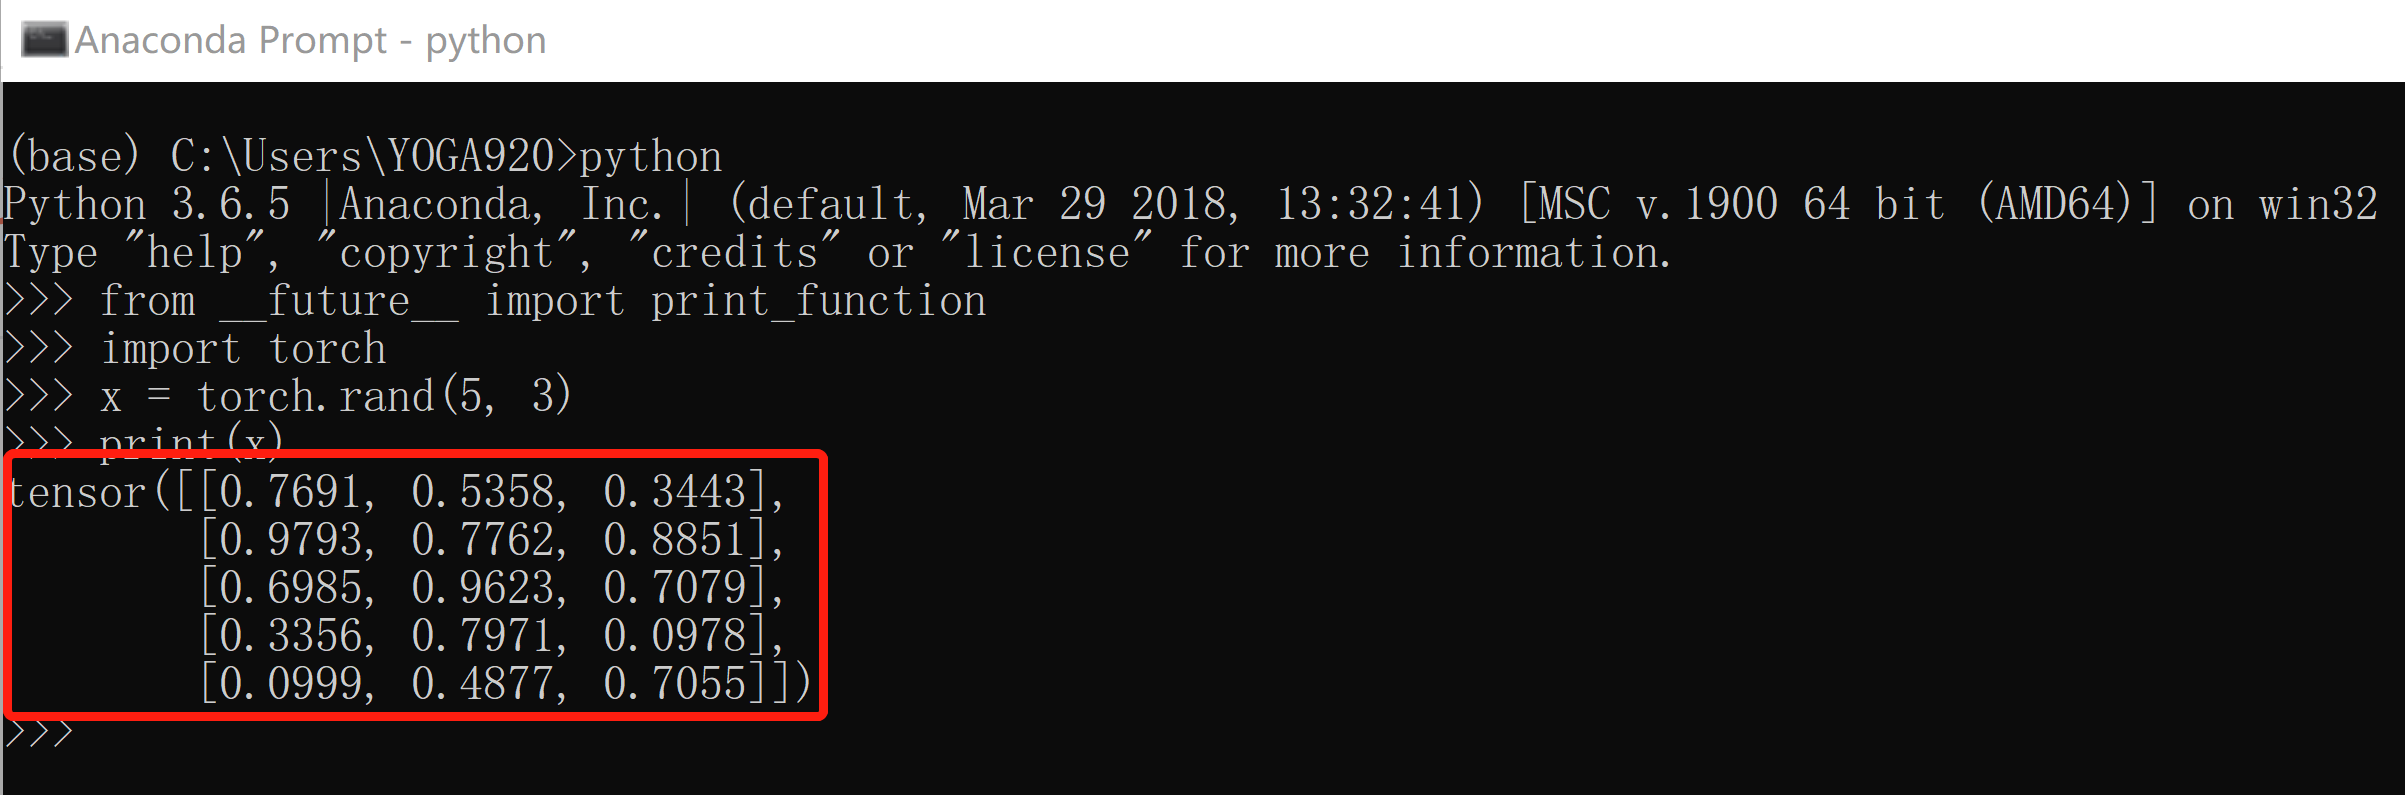 Anaconda Prompt - python
(base) C:\Users\YOGA920>python
Python 3.6.5 |Anaconda, Inc.| (default, Mar 29 2018, 13:32:41) [MSC v.1900 64 bit (AMD64)] on win32
Type "help", "copyright", "credits" or "license" for more information.
>>> from __future__ import print_function
>>> import torch
>>> x = torch.rand(5, 3)
>>> print(x)
tensor([[0.7691, 0.5358, 0.3443],
        [0.9793, 0.7762, 0.8851],
        [0.6985, 0.9623, 0.7079],
        [0.3356, 0.7971, 0.0978],
        [0.0999, 0.4877, 0.7055]])
>>>